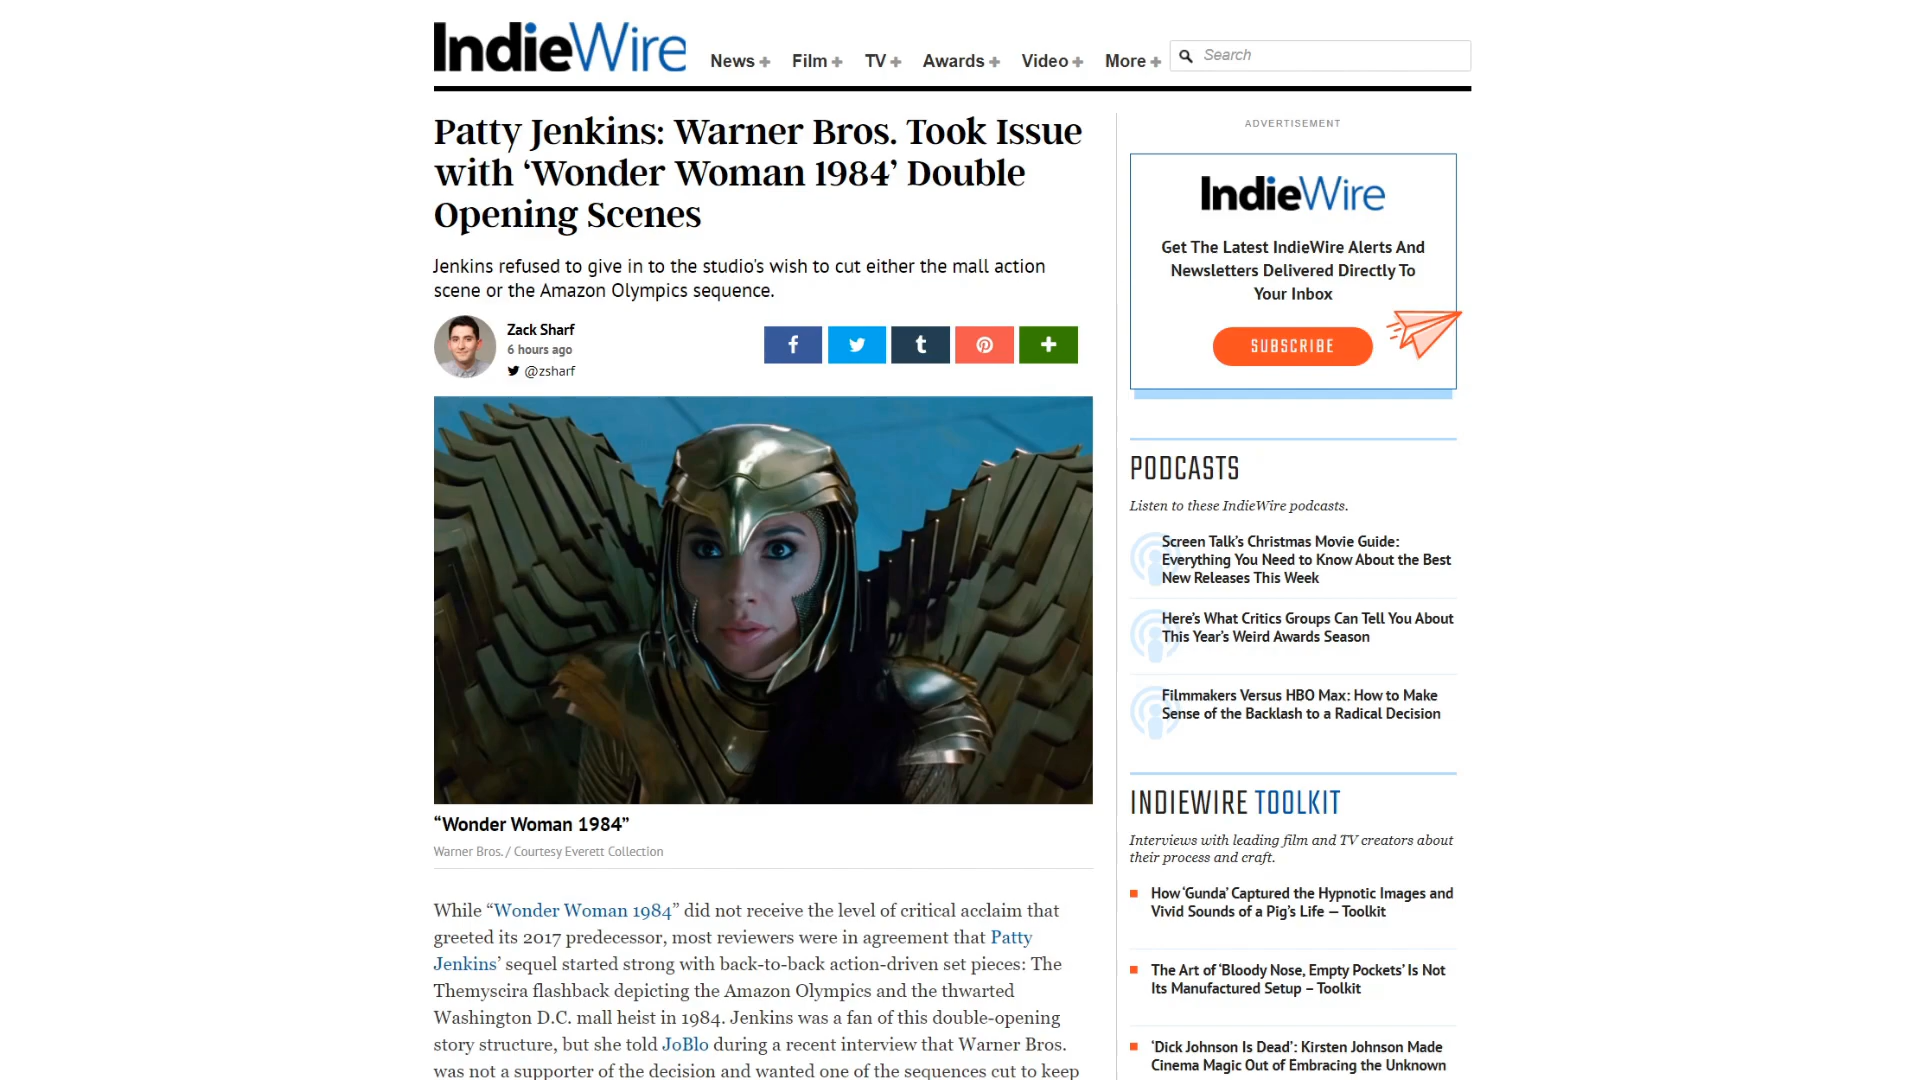 IndieWire
News + Film + TV + Awards + Video + More +
Search
Patty Jenkins: Warner Bros. Took Issue
with ‘Wonder Woman 1984’ Double
Opening Scenes
Jenkins refused to give in to the studio's wish to cut either the mall action
scene or the Amazon Olympics sequence.
Zack Sharf
6 hours ago
@zsharf
“Wonder Woman 1984”
Warner Bros. / Courtesy Everett Collection
While “Wonder Woman 1984” did not receive the level of critical acclaim that
greeted its 2017 predecessor, most reviewers were in agreement that Patty
Jenkins’ sequel started strong with back-to-back action-driven set pieces: The
Themyscira flashback depicting the Amazon Olympics and the thwarted
Washington D.C. mall heist in 1984. Jenkins was a fan of this double-opening
story structure, but she told JoBlo during a recent interview that Warner Bros.
was not a supporter of the decision and wanted one of the sequences cut to keep
ADVERTISEMENT
IndieWire
Get The Latest IndieWire Alerts And
Newsletters Delivered Directly To
Your Inbox
SUBSCRIBE
PODCASTS
Listen to these IndieWire podcasts.
Screen Talk’s Christmas Movie Guide:
Everything You Need to Know About the Best
New Releases This Week
Here’s What Critics Groups Can Tell You About
This Year’s Weird Awards Season
Filmmakers Versus HBO Max: How to Make
Sense of the Backlash to a Radical Decision
INDIEWIRE TOOLKIT
Interviews with leading film and TV creators about
their process and craft.
How ‘Gunda’ Captured the Hypnotic Images and
Vivid Sounds of a Pig’s Life — Toolkit
The Art of ‘Bloody Nose, Empty Pockets’ Is Not
Its Manufactured Setup – Toolkit
‘Dick Johnson Is Dead’: Kirsten Johnson Made
Cinema Magic Out of Embracing the Unknown